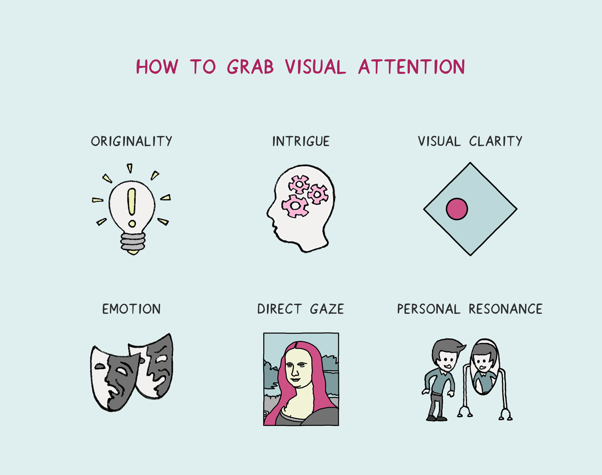 HOW TO GRAB VISUAL ATTENTION
ORIGINALITY
INTRIGUE
VISUAL CLARITY
!
EMOTION
DIRECT GAZE
PERSONAL RESONANCE